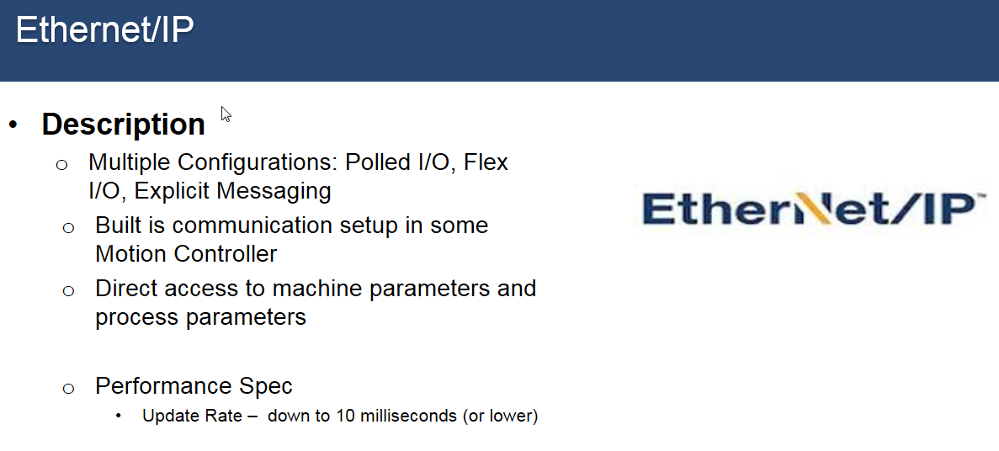 Ethernet/IP
• Description
o Multiple Configurations: Polled I/O, Flex
I/O, Explicit Messaging
EtherNet/IP™
o Built is communication setup in some
Motion Controller
o Direct access to machine parameters and
process parameters
o Performance Spec
• Update Rate – down to 10 milliseconds (or lower)